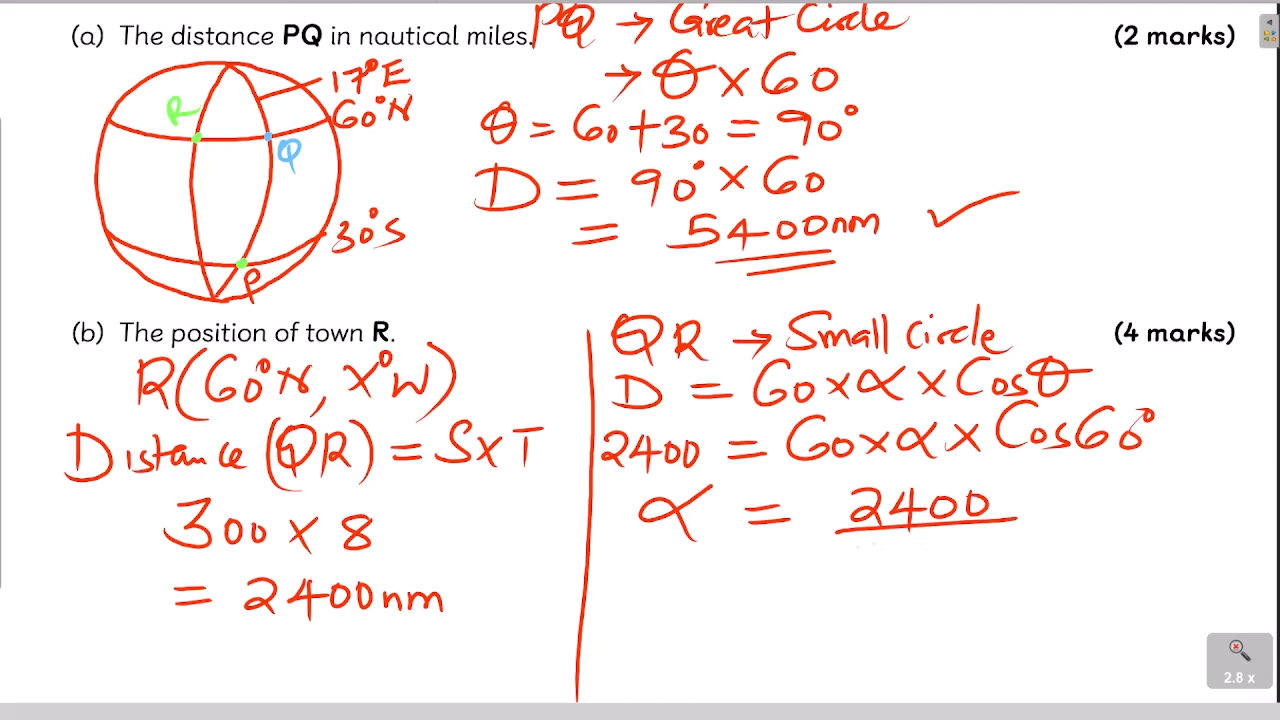 (a) The distance PQ in nautical miles. (2 marks)
PQ → Great Circle
→ θ × 60
θ = 60+30 = 90°
D = 90° × 60
= 5400nm ✓
17°E
60°N
R
Q
30°S
P
(b) The position of town R. (4 marks)
R(60°N, X°W)
Distance (QR) = S×T
300 × 8
= 2400nm
QR → Small Circle
D = 60×α×Cosθ
2400 = 60×α×Cos60°
α = 2400
2.8 x